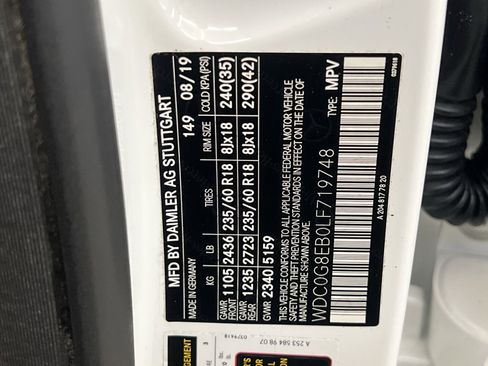 MFD BY DAIMLER AG STUTTGART
MADE IN GERMANY
149 08/19
KG LB TIRES RIM SIZE COLD KPA(PSI)
GAWR FRONT 1105 2436 235/60 R18 8Jx18 240(35)
GAWR REAR 1235 2723 235/60 R18 8Jx18 290(42)
GVWR 2340 5159
THIS VEHICLE CONFORMS TO ALL APPLICABLE FEDERAL MOTOR VEHICLE
SAFETY, BUMPER, AND THEFT PREVENTION STANDARDS IN EFFECT ON THE DATE OF
MANUFACTURE SHOWN ABOVE.
TYPE: MPV
WDC0G8EB0LF719748
A 204 817 78 20
0379618
A 253 584 98 07
0379618
3